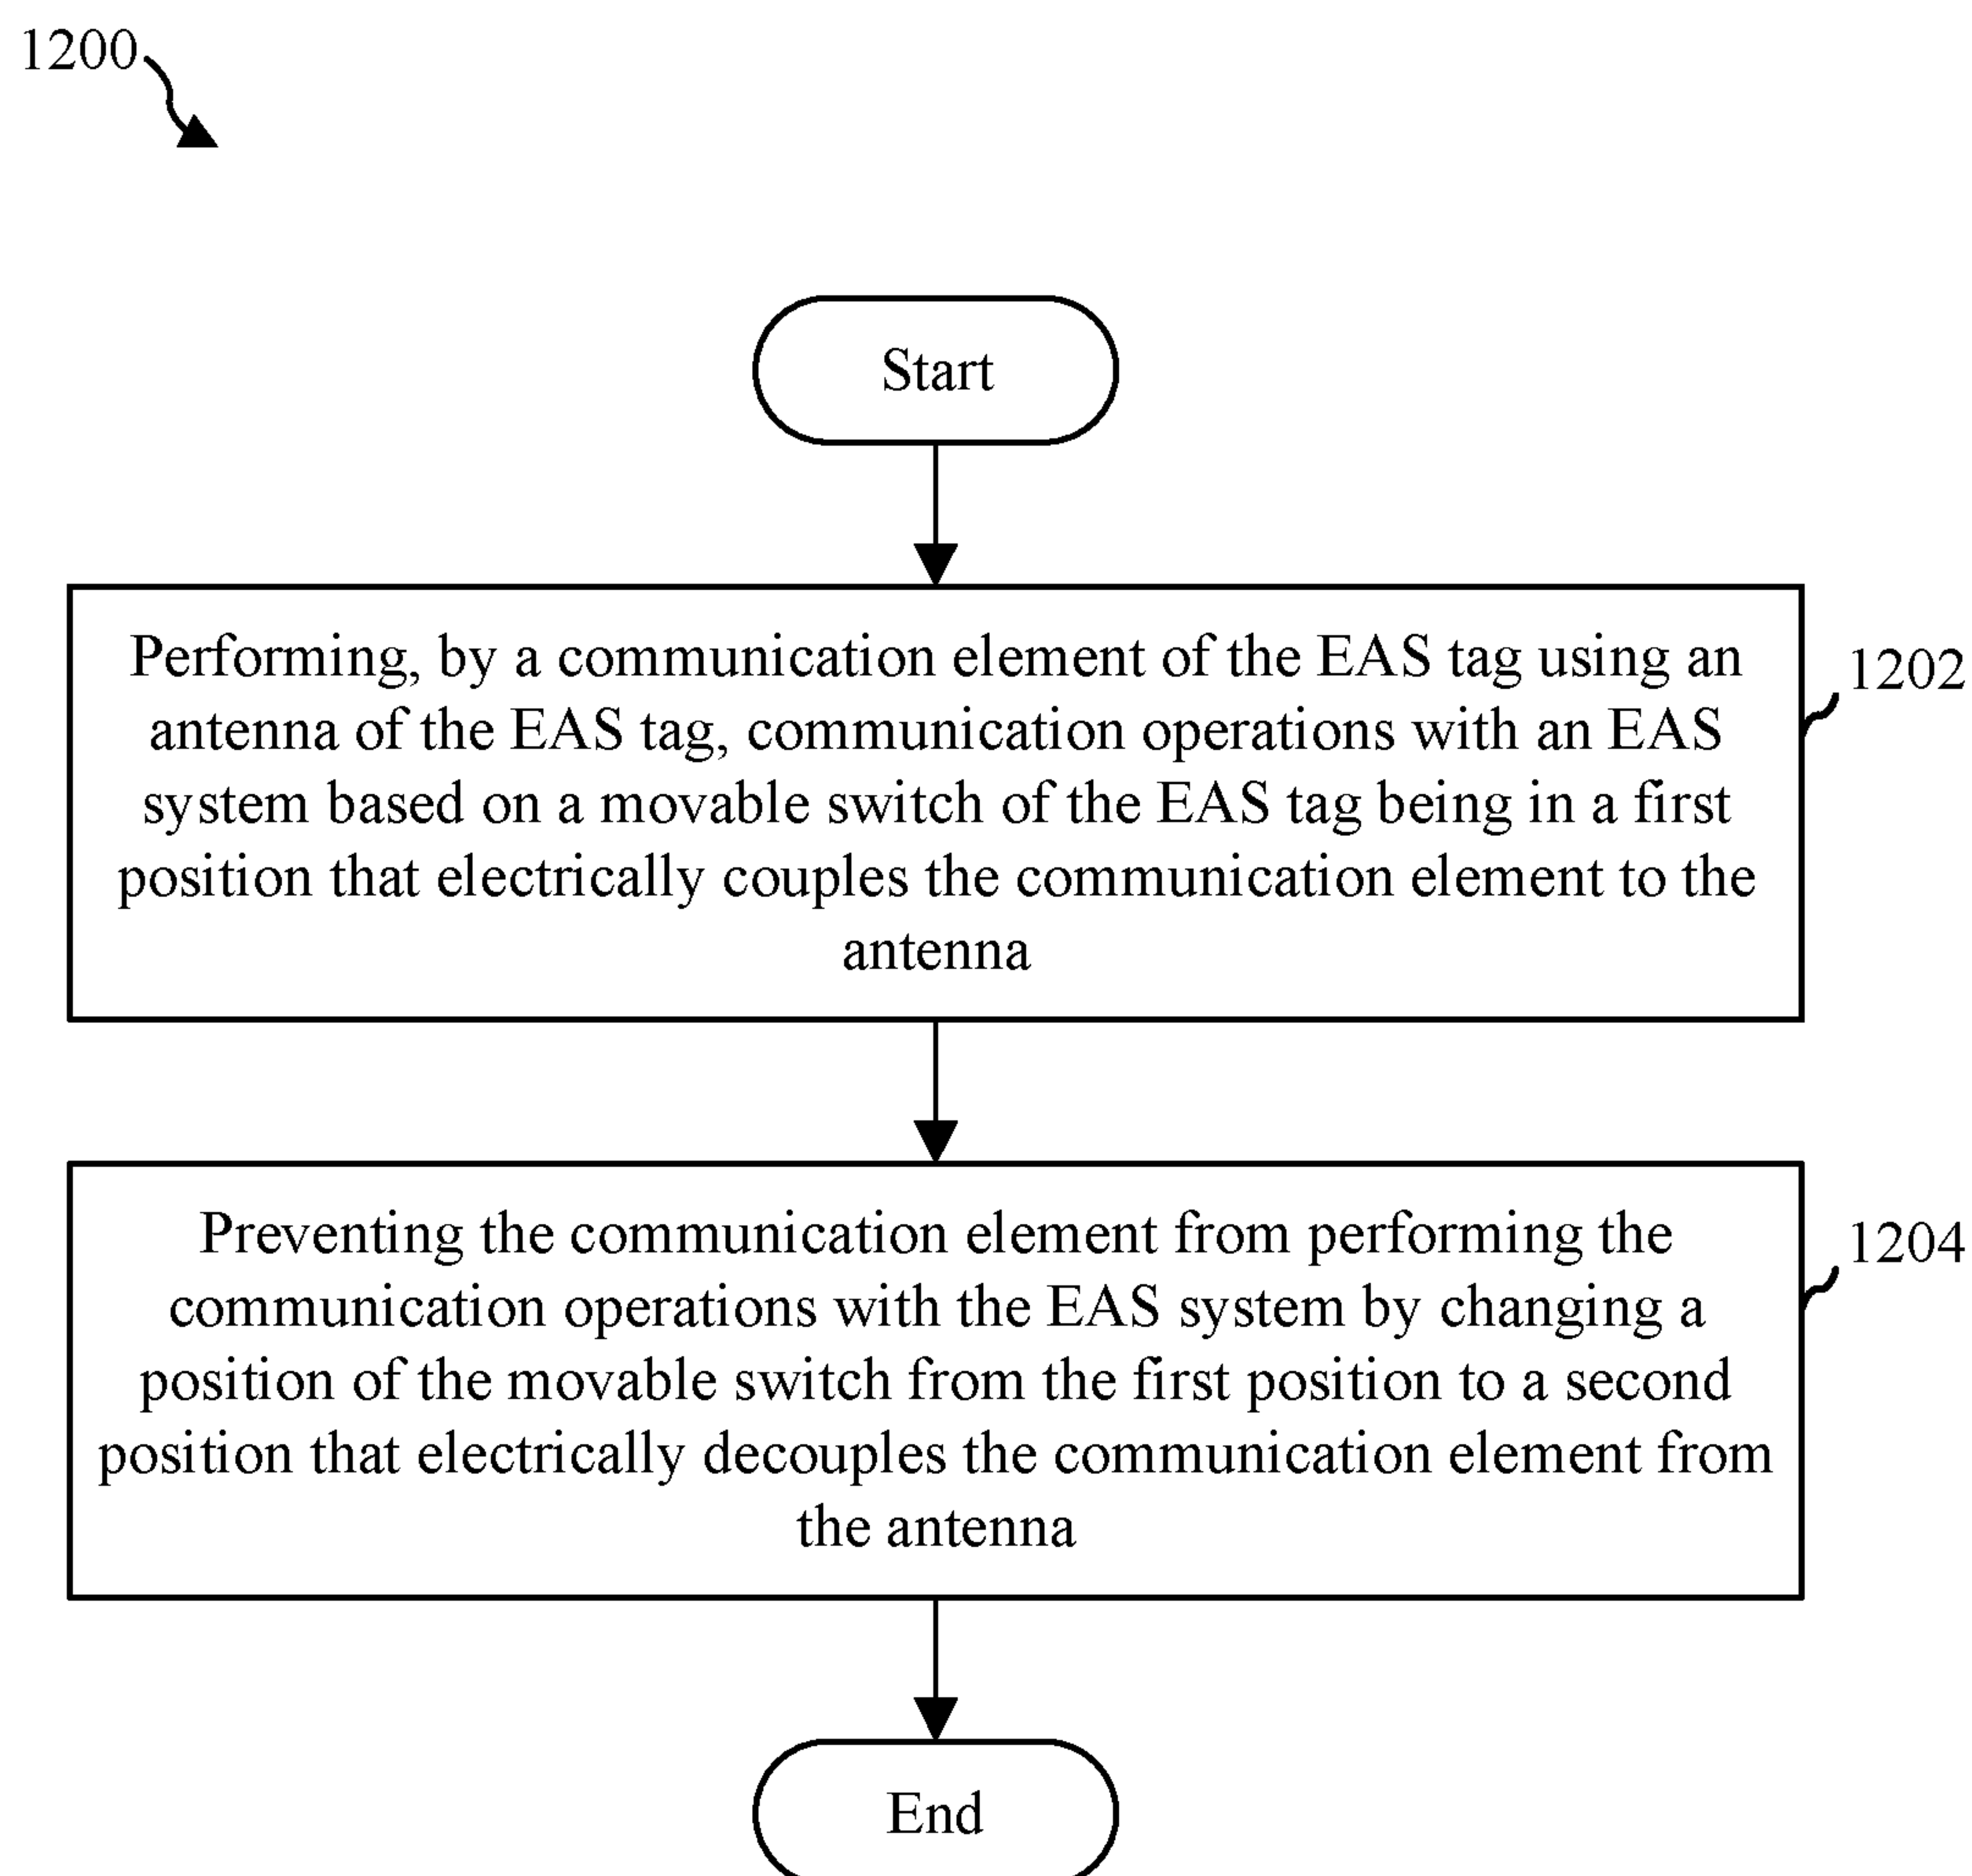 1200
Start
Performing, by a communication element of the EAS tag using an
antenna of the EAS tag, communication operations with an EAS
system based on a movable switch of the EAS tag being in a first
position that electrically couples the communication element to the
antenna
1202
Preventing the communication element from performing the
communication operations with the EAS system by changing a
position of the movable switch from the first position to a second
position that electrically decouples the communication element from
the antenna
1204
End